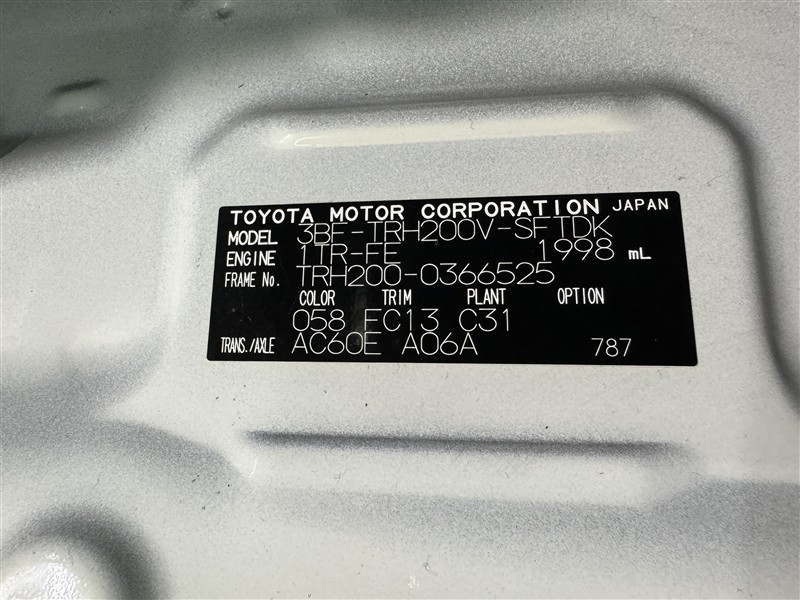 TOYOTA MOTOR CORPORATION JAPAN
MODEL 3BF-TRH200V-SFTDK
ENGINE 1TR-FE 1998 mL
FRAME No. TRH200-0366525
COLOR TRIM PLANT OPTION
058 FC13 C31
TRANS./AXLE AC60E A06A 787